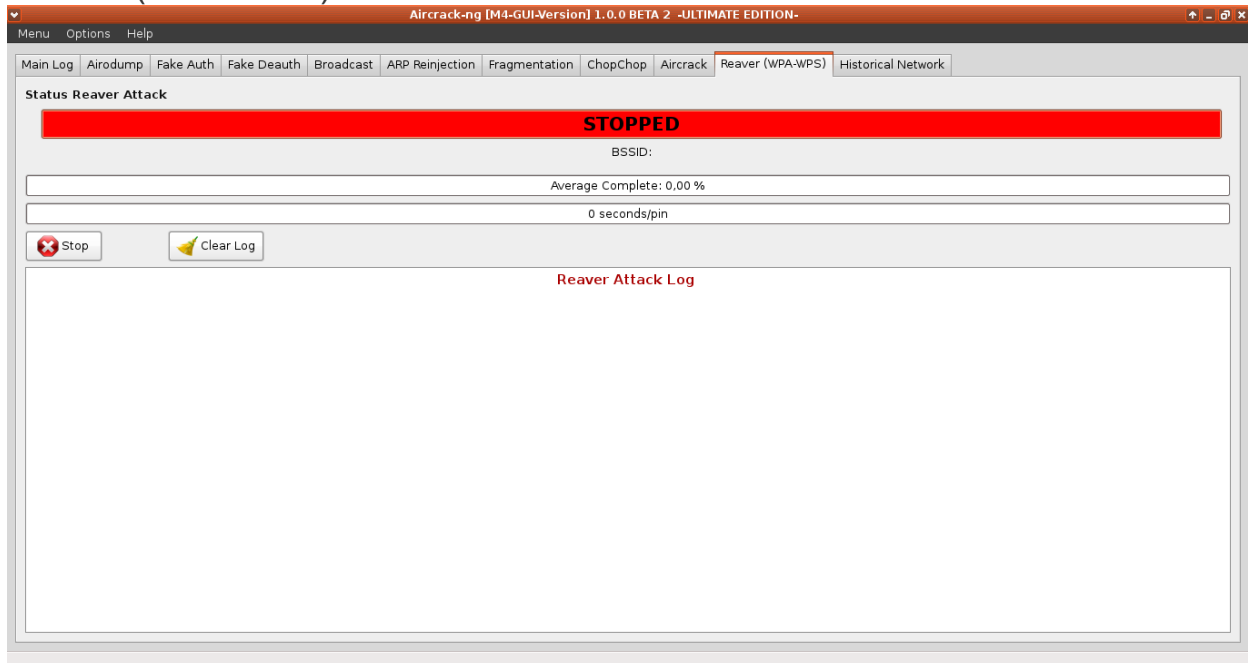 Aircrack-ng [M4-GUI-Version] 1.0.0 BETA 2 -ULTIMATE EDITION-
Menu Options Help
Main Log Airodump Fake Auth Fake Deauth Broadcast ARP Reinjection Fragmentation ChopChop Aircrack Reaver (WPA-WPS) Historical Network
Status Reaver Attack
STOPPED
BSSID:
Average Complete: 0,00 %
0 seconds/pin
Stop Clear Log
Reaver Attack Log